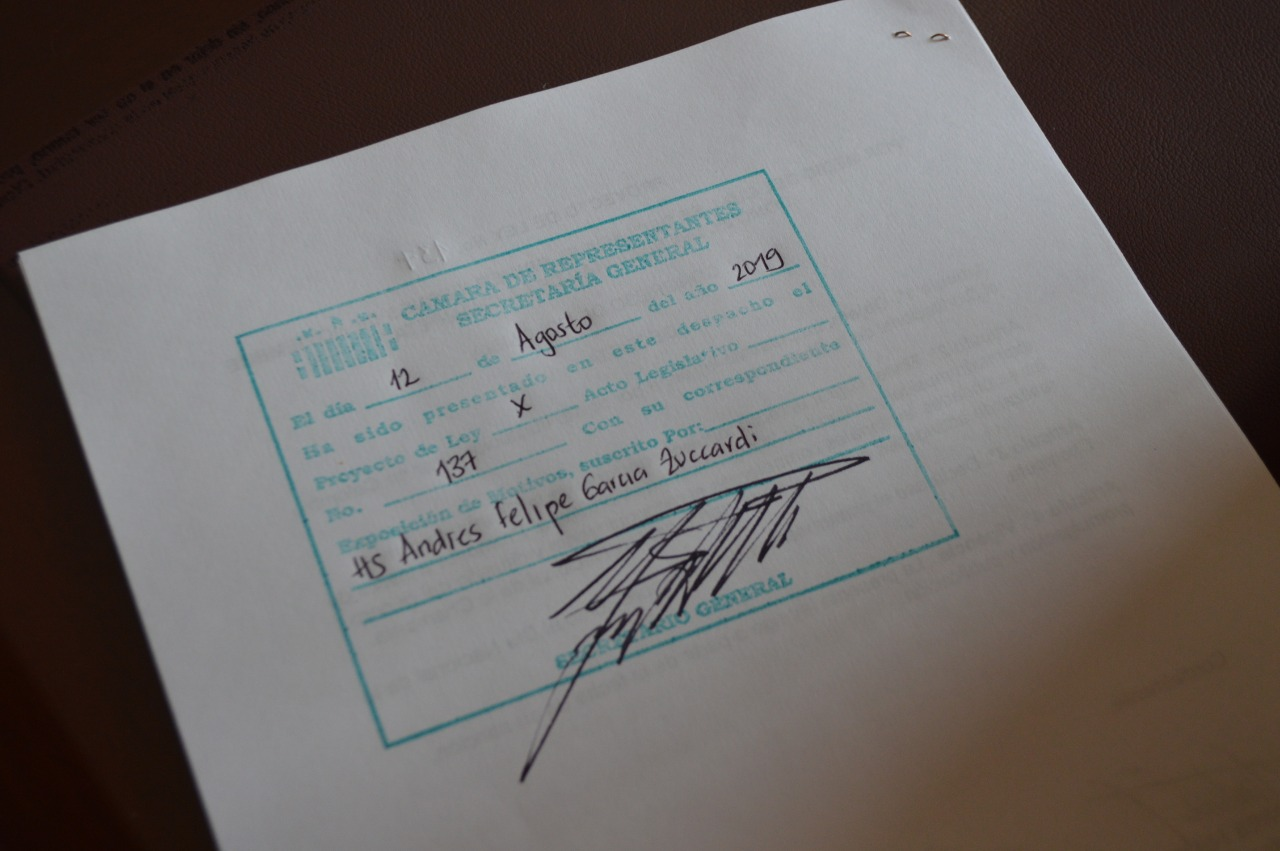 CAMARA DE REPRESENTANTES
SECRETARÍA GENERAL
El día 12 de Agosto del año 2019
Ha sido presentado en este despacho el
Proyecto de Ley X Acto Legislativo
No. 137 Con su correspondiente
Exposición de Motivos, suscrito Por:
HS Andres Felipe Garcia Zuccardi
SECRETARIO GENERAL